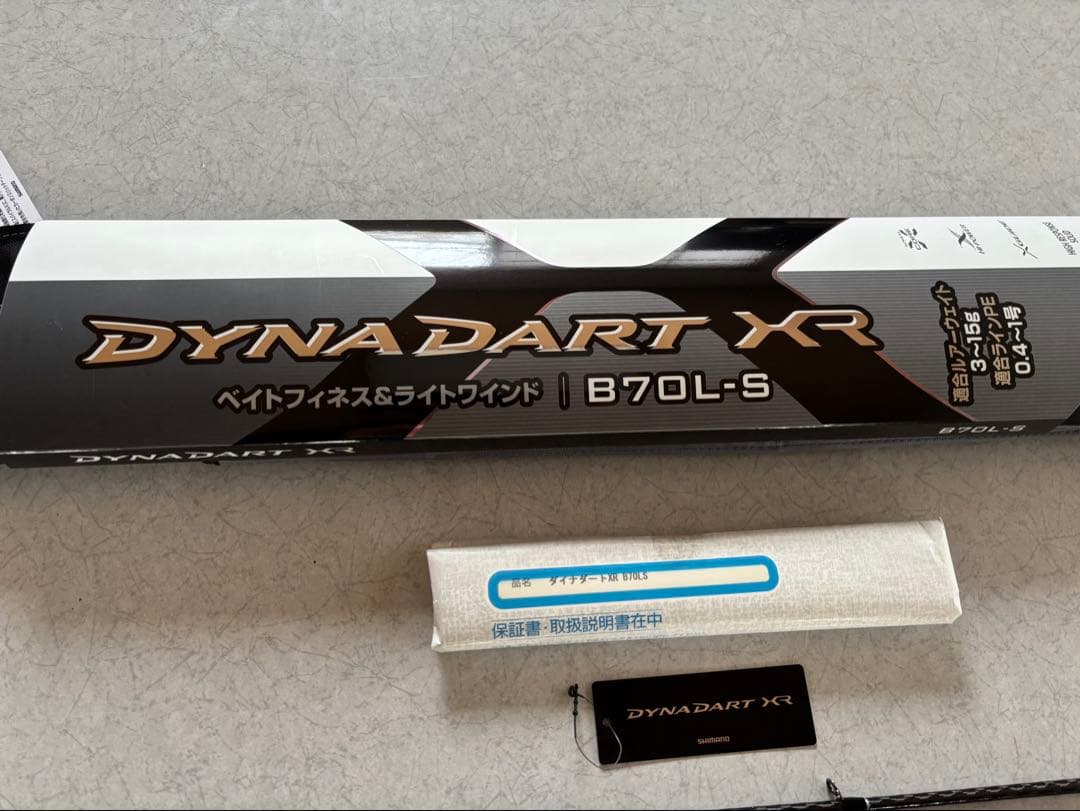 DYNA DART XR
ベイトフィネス&ライトワインド | B70L-S
適合ルアーウェイト
3~15g
適合ラインPE
0.4~1号
HIGH RESPONSE
SOLID
DYNA DART XR
B70L-S
品名 ダイナダートXR B70LS
保証書・取扱説明書在中
DYNA DART XR
SHIMANO